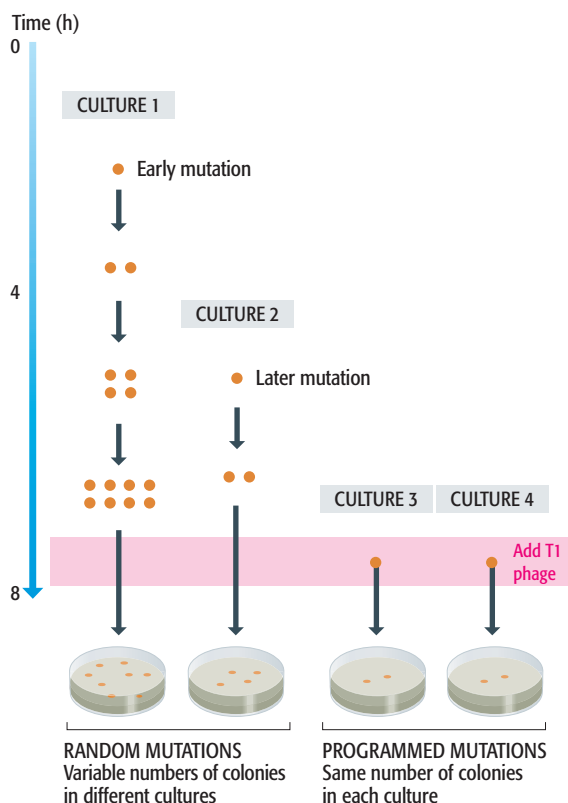 Time (h)
0
CULTURE 1
Early mutation
4
CULTURE 2
Later mutation
CULTURE 3
CULTURE 4
Add T1
phage
8
RANDOM MUTATIONS
Variable numbers of colonies
in different cultures
PROGRAMMED MUTATIONS
Same number of colonies
in each culture